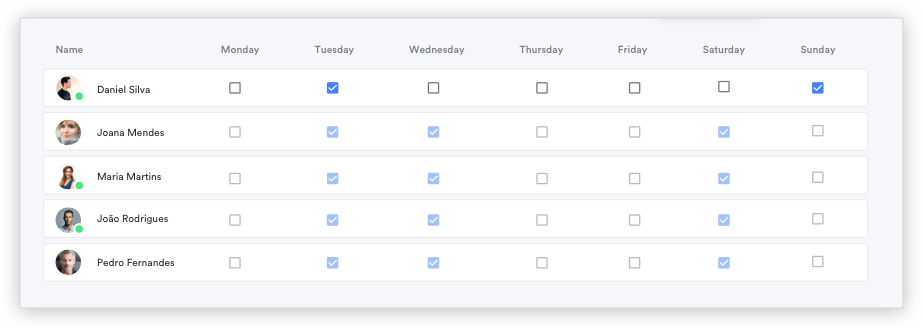 Name Monday Tuesday Wednesday Thursday Friday Saturday Sunday
Daniel Silva
Joana Mendes
Maria Martins
João Rodrigues
Pedro Fernandes